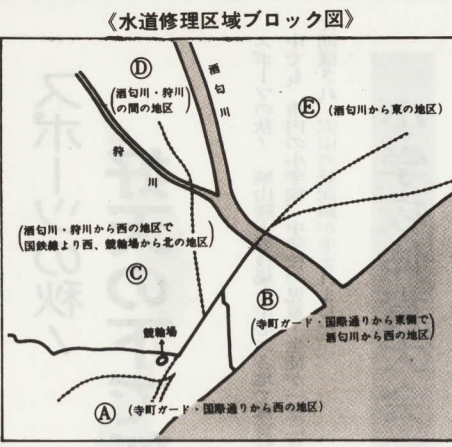 《水道修理区域ブロック図》
Ⓓ
(酒匂川・狩川
の間の地区)
酒匂川
Ⓔ (酒匂川から東の地区)
狩川
(酒匂川・狩川から西の地区で
国鉄線より西、競輪場から北の地区)
Ⓒ
Ⓑ
(寺町ガード・国際通りから東側で
酒匂川から西の地区)
競輪場
Ⓐ (寺町ガード・国際通りから西の地区)